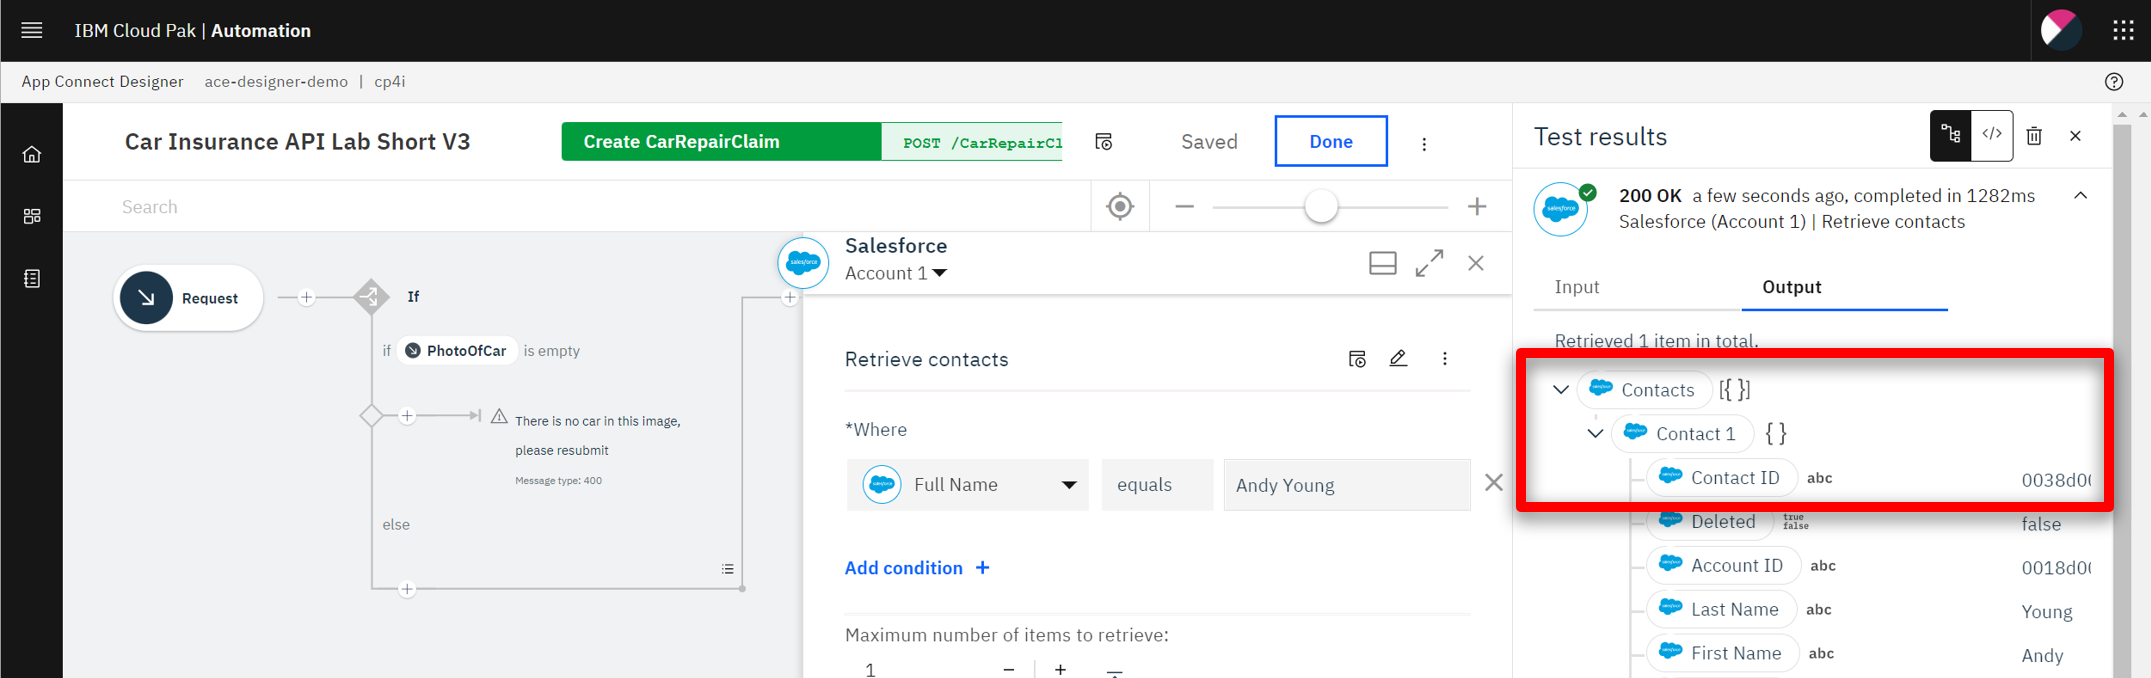 IBM Cloud Pak | Automation
App Connect Designer ace-designer-demo | cp4i
Car Insurance API Lab Short V3
Create CarRepairClaim
POST /CarRepairCl
Saved
Done
Search
Request
If
if PhotoOfCar is empty
There is no car in this image,
please resubmit
Message type: 400
else
salesforce
Salesforce
Account 1
Retrieve contacts
*Where
Full Name
equals
Andy Young
Add condition +
Maximum number of items to retrieve:
1 − +
Test results
</>
salesforce
200 OK a few seconds ago, completed in 1282ms
Salesforce (Account 1) | Retrieve contacts
Input
Output
Retrieved 1 item in total.
Contacts [{ }]
Contact 1 { }
Contact ID abc 0038d0
Deleted true false false
Account ID abc 0018d0
Last Name abc Young
First Name abc Andy